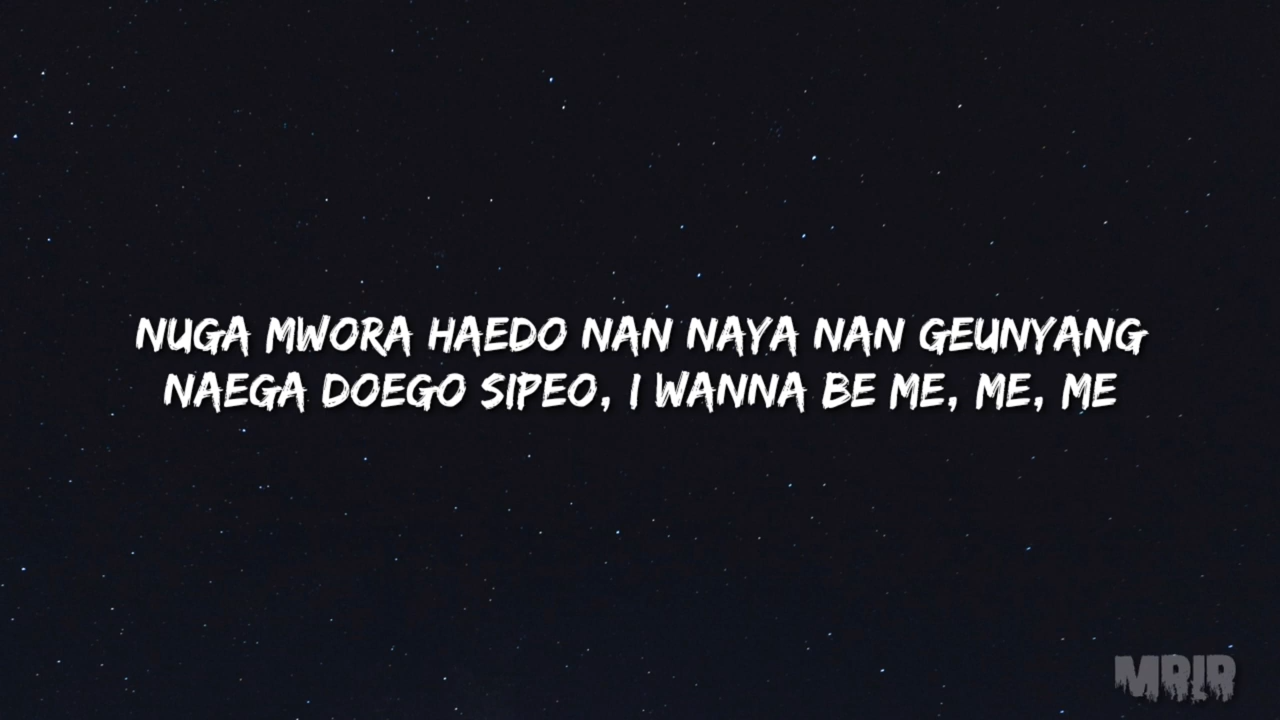 NUGA MWORA HAEDO NAN NAYA NAN GEUNYANG
NAEGA DOEGO SIPEO, I WANNA BE ME, ME, ME
MRLR